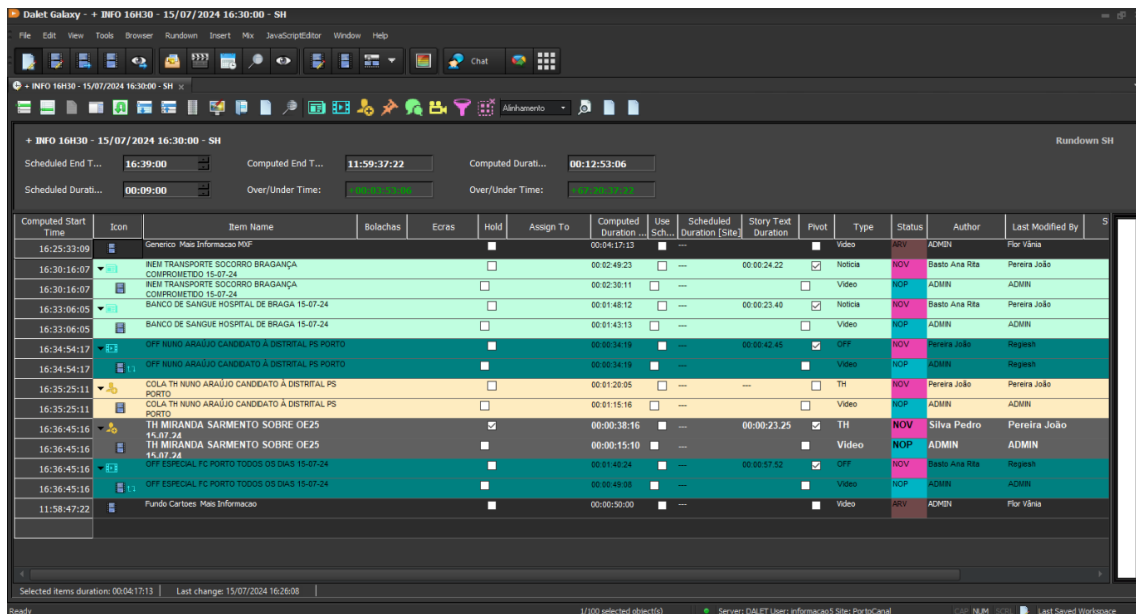 Dalet Galaxy - + INFO 16H30 - 15/07/2024 16:30:00 - SH
File Edit View Tools Browser Rundown Insert Mix JavaScriptEditor Window Help
Chat
+ INFO 16H30 - 15/07/2024 16:30:00 - SH
Alinhamento
+ INFO 16H30 - 15/07/2024 16:30:00 - SH Rundown SH
Scheduled End T... 16:39:00 Computed End T... 11:59:37:22 Computed Durati... 00:12:53:06
Scheduled Durati... 00:09:00 Over/Under Time: +00:03:53:06 Over/Under Time: +67:20:37:22
Computed Start Time Icon Item Name Bolachas Ecras Hold Assign To Computed Duration ... Use Sch... Scheduled Duration [Site] Story Text Duration Pivot Type Status Author Last Modified By S
16:25:33:09 Generico Mais Informacao MXF 00:04:17:13 --- Video ARV ADMIN Flor Vânia
16:30:16:07 INEM TRANSPORTE SOCORRO BRAGANÇA COMPROMETIDO 15-07-24 00:02:49:23 --- 00:00:24.22 Noticia NOV Basto Ana Rita Pereira João
16:30:16:07 INEM TRANSPORTE SOCORRO BRAGANÇA COMPROMETIDO 15-07-24 00:02:30:11 --- Video NOP ADMIN ADMIN
16:33:06:05 BANCO DE SANGUE HOSPITAL DE BRAGA 15-07-24 00:01:48:12 --- 00:00:23.40 Noticia NOV Basto Ana Rita Pereira João
16:33:06:05 BANCO DE SANGUE HOSPITAL DE BRAGA 15-07-24 00:01:43:13 --- Video NOP ADMIN ADMIN
16:34:54:17 OFF NUNO ARAÚJO CANDIDATO À DISTRITAL PS PORTO 00:00:34:19 --- 00:00:42.45 OFF NOV Pereira João Regiesh
16:34:54:17 OFF NUNO ARAÚJO CANDIDATO À DISTRITAL PS PORTO 00:00:34:19 --- Video NOP ADMIN Regiesh
16:35:25:11 COLA TH NUNO ARAÚJO CANDIDATO À DISTRITAL PS PORTO 00:01:20:05 --- --- TH NOV Pereira João Pereira João
16:35:25:11 COLA TH NUNO ARAÚJO CANDIDATO À DISTRITAL PS PORTO 00:01:15:16 --- Video NOP ADMIN ADMIN
16:36:45:16 TH MIRANDA SARMENTO SOBRE OE25 15.07.24 00:00:38:16 --- 00:00:23.25 TH NOV Silva Pedro Pereira João
16:36:45:16 TH MIRANDA SARMENTO SOBRE OE25 15.07.24 00:00:15:10 --- Video NOP ADMIN ADMIN
16:36:45:16 OFF ESPECIAL FC PORTO TODOS OS DIAS 15-07-24 00:01:40:24 --- 00:00:57.52 OFF NOV Basto Ana Rita Regiesh
16:36:45:16 OFF ESPECIAL FC PORTO TODOS OS DIAS 15-07-24 00:00:49:08 --- Video NOP ADMIN ADMIN
11:58:47:22 Fundo Cartoes Mais Informacao 00:00:50:00 --- Video ARV ADMIN Flor Vânia
Selected items duration: 00:04:17:13 Last change: 15/07/2024 16:26:08
Ready 1/100 selected object(s) Server: DALET User: informacao5 Site: PortoCanal CAP NUM SCRL Last Saved Workspace